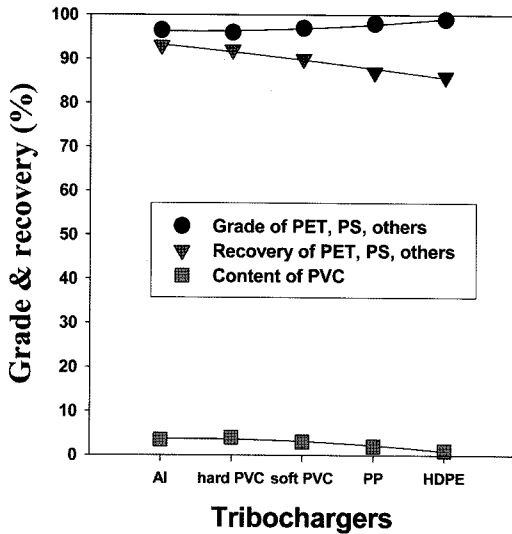 Grade & recovery (%)
100
90
80
70
60
50
40
30
20
10
0
Grade of PET, PS, others
Recovery of PET, PS, others
Content of PVC
Al hard PVC soft PVC PP HDPE
Tribochargers